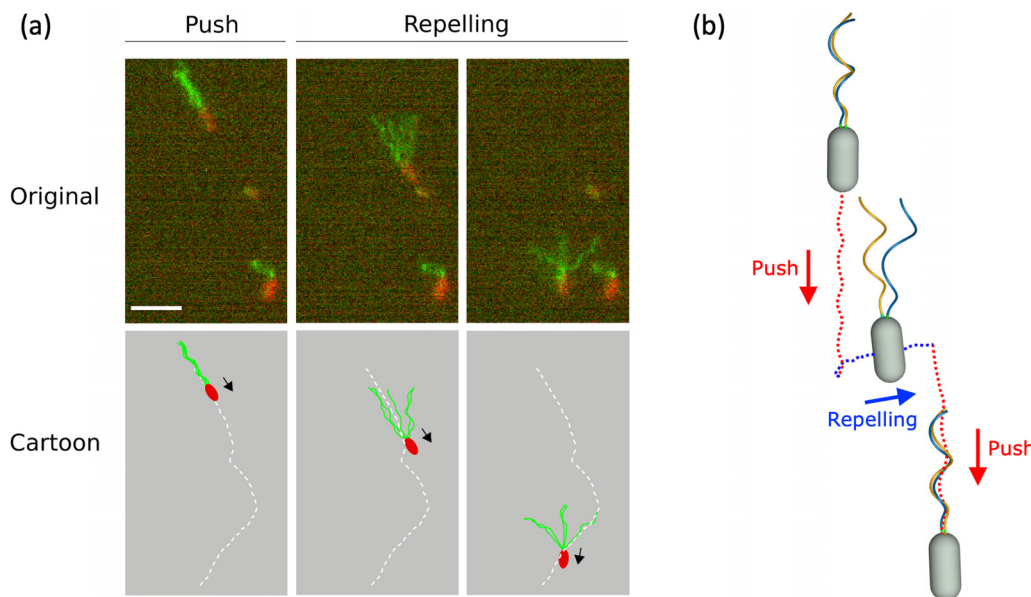 (a)
Push
Repelling
Original
Cartoon
(b)
Push
Repelling
Push